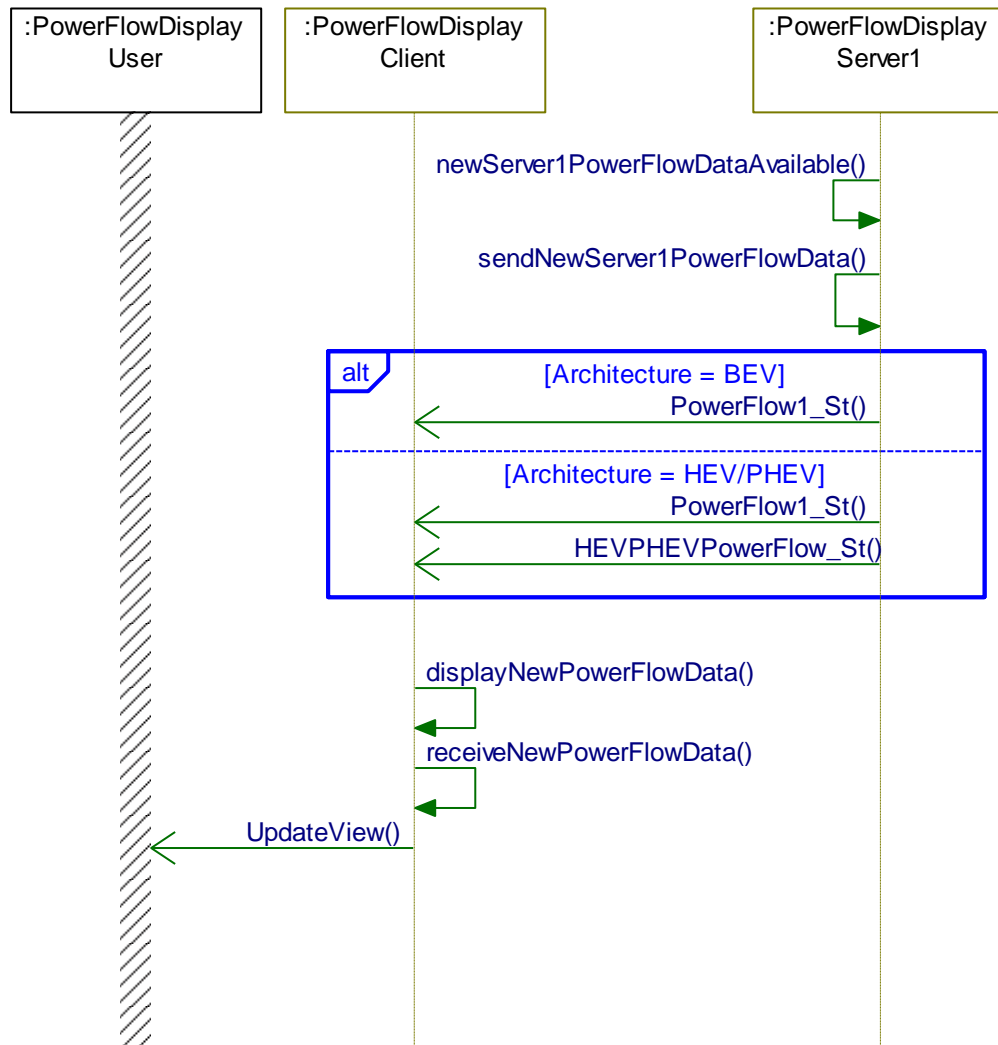 :PowerFlowDisplay
User
:PowerFlowDisplay
Client
:PowerFlowDisplay
Server1
newServer1PowerFlowDataAvailable()
sendNewServer1PowerFlowData()
alt
[Architecture = BEV]
PowerFlow1_St()
[Architecture = HEV/PHEV]
PowerFlow1_St()
HEVPHEVPowerFlow_St()
displayNewPowerFlowData()
receiveNewPowerFlowData()
UpdateView()